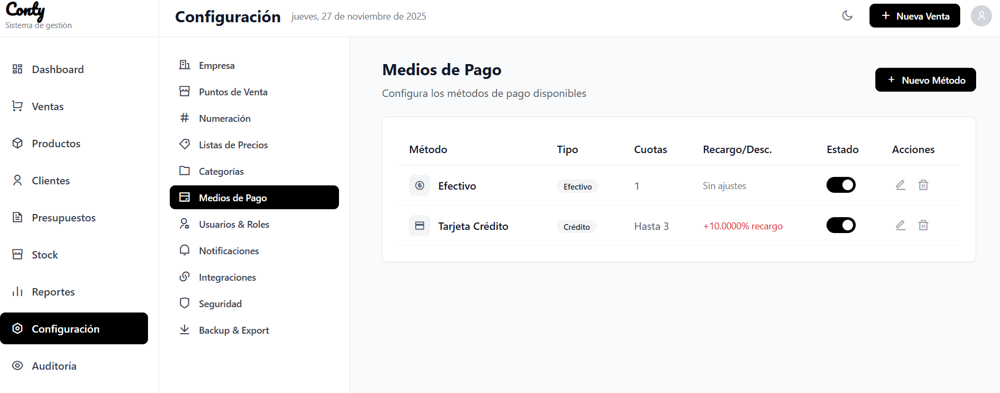 Conty
Sistema de gestión
Configuración
jueves, 27 de noviembre de 2025
+ Nueva Venta
Dashboard
Ventas
Productos
Clientes
Presupuestos
Stock
Reportes
Configuración
Auditoría
Empresa
Puntos de Venta
# Numeración
Listas de Precios
Categorías
Medios de Pago
Usuarios & Roles
Notificaciones
Integraciones
Seguridad
Backup & Export
Medios de Pago
Configura los métodos de pago disponibles
+ Nuevo Método
Método Tipo Cuotas Recargo/Desc. Estado Acciones
Efectivo Efectivo 1 Sin ajustes
Tarjeta Crédito Crédito Hasta 3 +10.0000% recargo